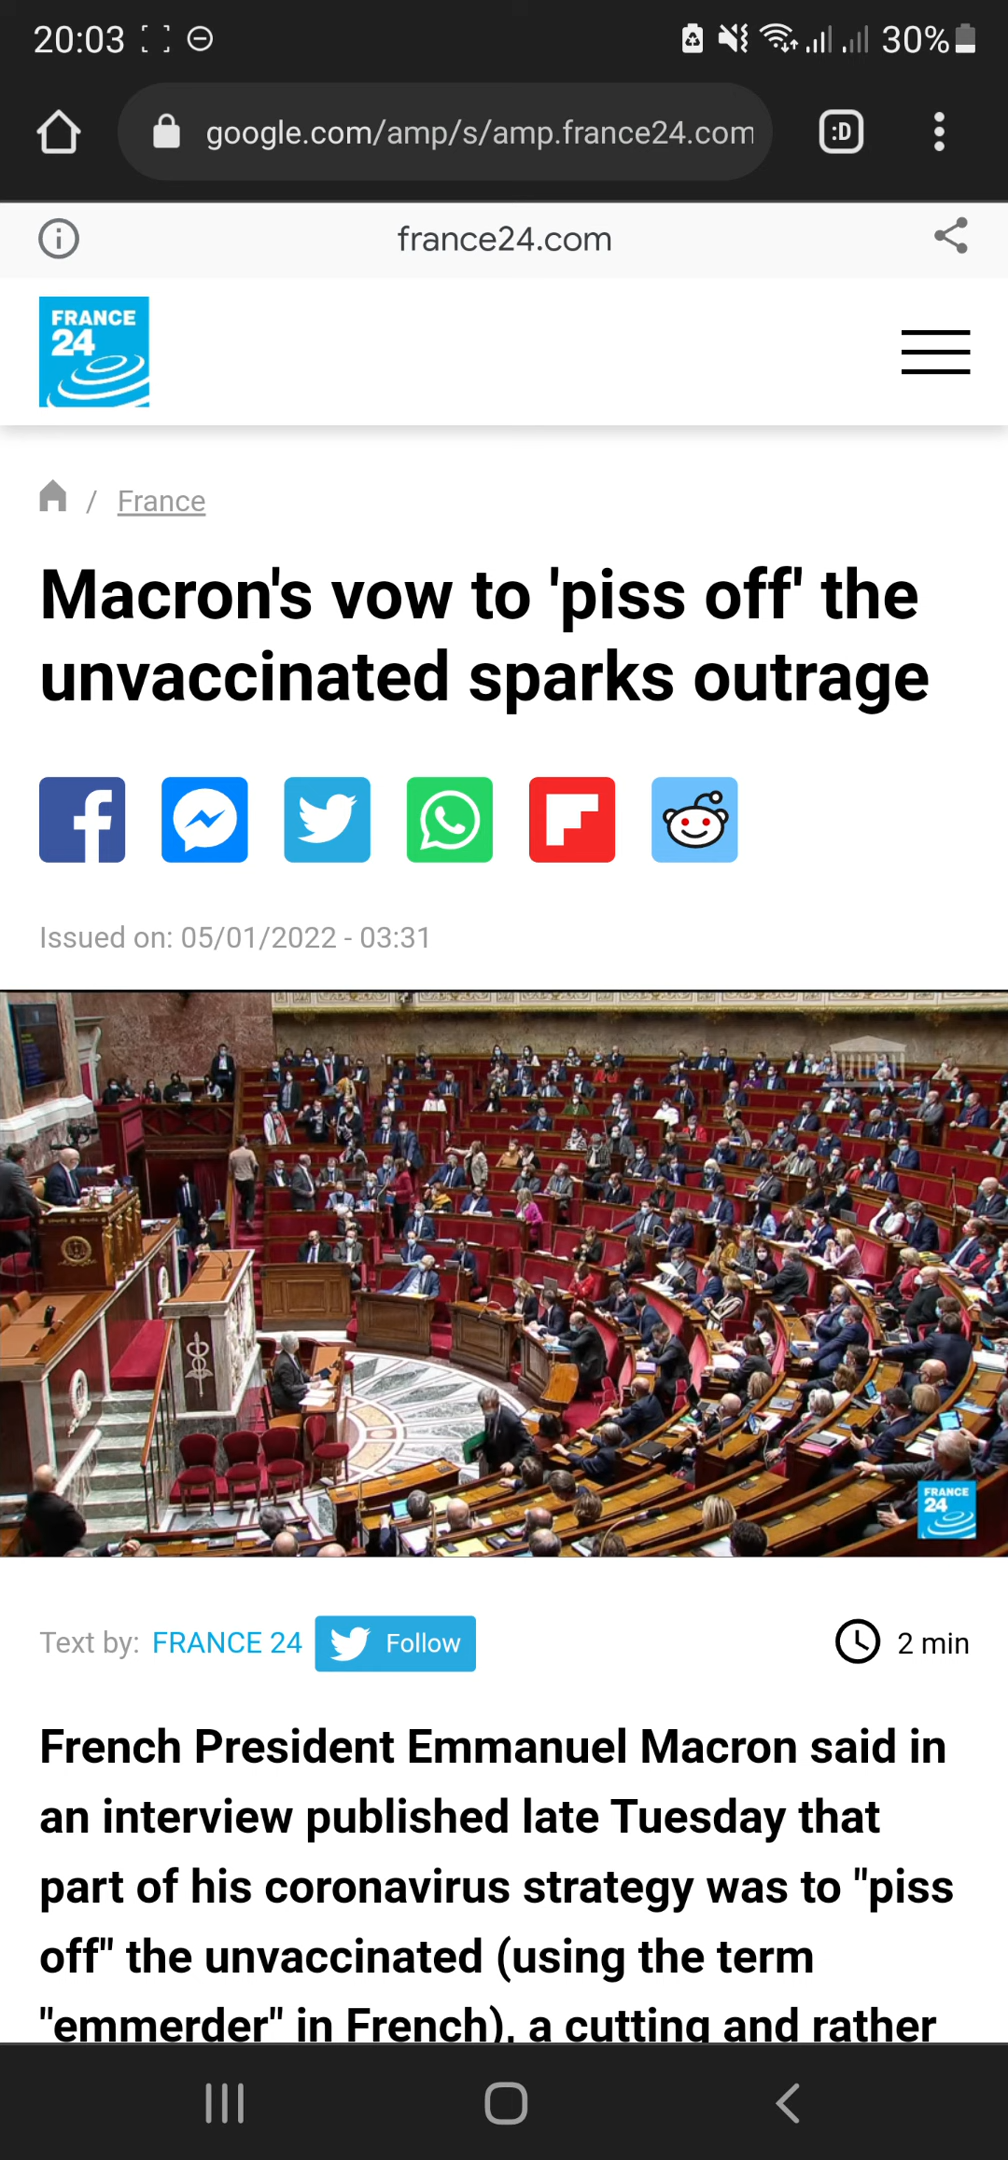 20:03 30%
google.com/amp/s/amp.france24.com
:D
france24.com
FRANCE
24
/ France
Macron's vow to 'piss off' the
unvaccinated sparks outrage
Issued on: 05/01/2022 - 03:31
FRANCE
24
Text by: FRANCE 24 Follow 2 min
French President Emmanuel Macron said in
an interview published late Tuesday that
part of his coronavirus strategy was to "piss
off" the unvaccinated (using the term
"emmerder" in French), a cutting and rather